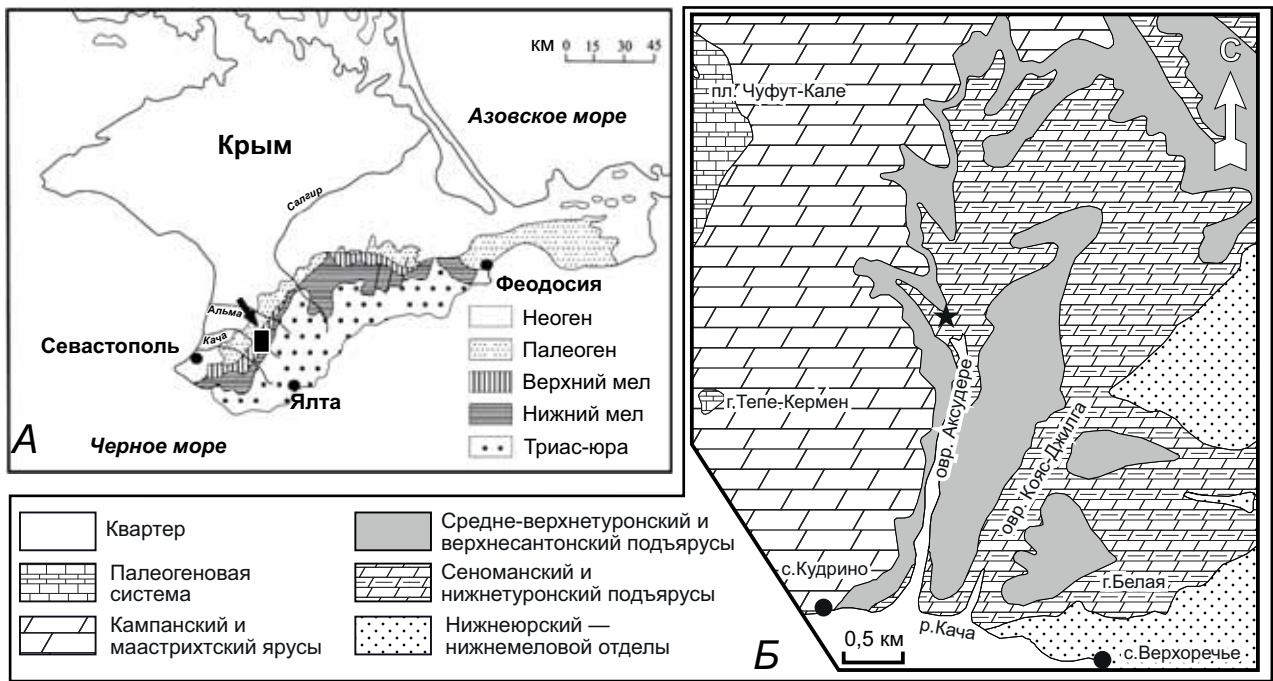 км 0 15 30 45
Азовское море
Крым
Салгир
Феодосия
Альма
Кача
Севастополь
Ялта
Черное море
А
Неоген
Палеоген
Верхний мел
Нижний мел
Триас-юра
С
пл. Чуфут-Кале
г.Тепе-Кермен
овр. Аксудере
овр. Кояс-Джилга
с.Кудрино
г.Белая
р.Кача
0,5 км
с.Верхоречье
Б
Квартер
Палеогеновая
система
Кампанский и
маастрихтский ярусы
Средне-верхнетуронский и
верхнесантонский подъярусы
Сеноманский и
нижнетуронский подъярусы
Нижнеюрский —
нижнемеловой отделы